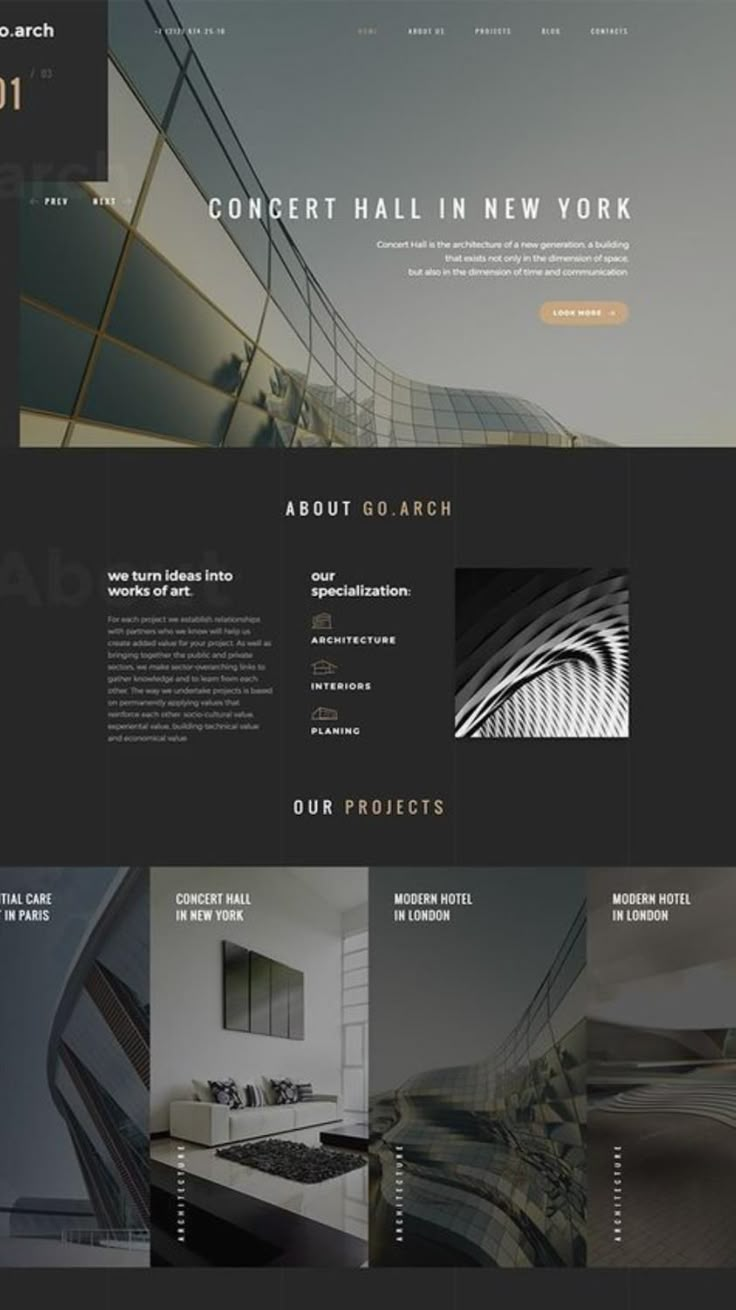 o.arch
HOME ABOUT US PROJECTS BLOG CONTACTS
01 / 03
arch
← PREV NEXT →
CONCERT HALL IN NEW YORK
Concert Hall is the architecture of a new generation, a building
that exists not only in the dimension of space,
but also in the dimension of time and communication.
LOOK MORE →
ABOUT GO.ARCH
About
we turn ideas into
works of art.
For each project we establish relationships
with partners who we know will help us
create added value for your project. As well as
bringing together the public and private
sectors, we make sector-overarching links to
gather knowledge and to learn from each
other. The way we undertake projects is based
on permanently applying values that
reinforce each other: socio-cultural value,
experiental value, building-technical value
and economical value.
our
specialization:
ARCHITECTURE
INTERIORS
PLANING
OUR PROJECTS
TIAL CARE
T IN PARIS
CONCERT HALL
IN NEW YORK
ARCHITECTURE
MODERN HOTEL
IN LONDON
ARCHITECTURE
MODERN HOTEL
IN LONDON
ARCHITECTURE